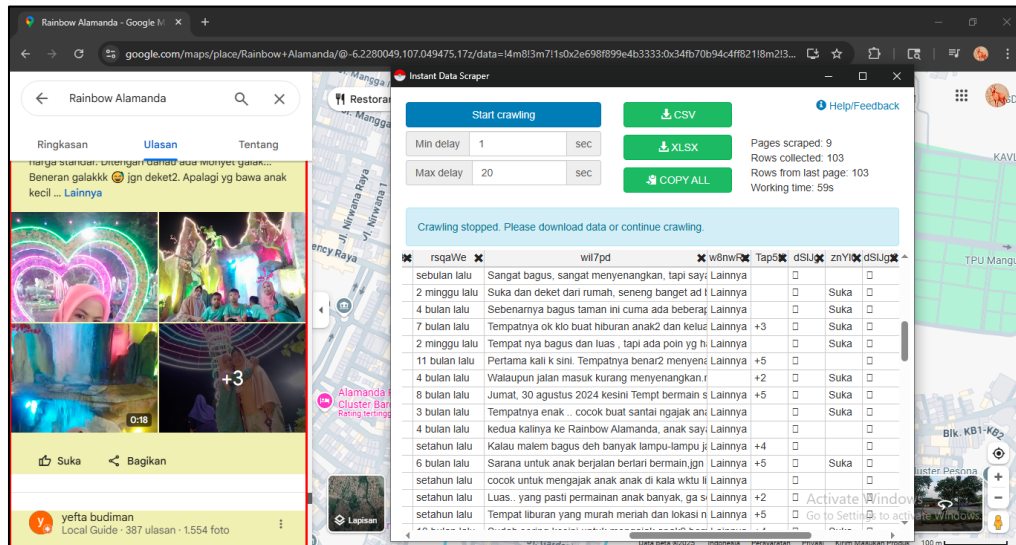 Rainbow Alamanda - Google M
google.com/maps/place/Rainbow+Alamanda/@-6.2280049,107.049475,17z/data=!4m8!3m7!1s0x2e698f899e4b3333:0x34fb70b94c4ff821!8m2!3...
Rainbow Alamanda
Ringkasan
Ulasan
Tentang
harga standar. Ditengah danau ada Monyet galak...
Beneran galakkk 😅 jgn deket2. Apalagi yg bawa anak
kecil ... Lainnya
0:18
+3
Suka
Bagikan
yefta budiman
Local Guide · 387 ulasan · 1.554 foto
Restoran
Jl. Nirwana Raya
Jl. Nirwana 1
Lapisan
Instant Data Scraper
Start crawling
Min delay 1 sec
Max delay 20 sec
CSV
XLSX
COPY ALL
Help/Feedback
Pages scraped: 9
Rows collected: 103
Rows from last page: 103
Working time: 59s
Crawling stopped. Please download data or continue crawling.
rsqaWe wiI7pd w8nwR Tap5 dSIJg znYl dSIJg
sebulan lalu Sangat bagus, sangat menyenangkan, tapi saya Lainnya
2 minggu lalu Suka dan deket dari rumah, seneng banget ad b Lainnya Suka
4 bulan lalu Sebenarnya bagus taman ini cuma ada beberap Lainnya Suka
7 bulan lalu Tempatnya ok klo buat hiburan anak2 dan kelua Lainnya +3 Suka
2 minggu lalu Tempat nya bagus dan luas , tapi ada poin yg ha Lainnya Suka
11 bulan lalu Pertama kali k sini. Tempatnya benar2 menyena Lainnya +5
4 bulan lalu Walaupun jalan masuk kurang menyenangkan. +2 Suka
8 bulan lalu Jumat, 30 agustus 2024 kesini Tempt bermain s Lainnya +5 Suka
3 bulan lalu Tempatnya enak .. cocok buat santai ngajak ana Lainnya Suka
4 bulan lalu kedua kalinya ke Rainbow Alamanda, anak saya Lainnya
setahun lalu Kalau malem bagus deh banyak lampu-lampu ja Lainnya +4
6 bulan lalu Sarana untuk anak berjalan berlari bermain,jgn Lainnya +5 Suka
setahun lalu cocok untuk mengajak anak anak di kala wktu li Lainnya
setahun lalu Luas.. yang pasti permainan anak banyak, ga s Lainnya +2
setahun lalu Tempat liburan yang murah meriah dan lokasi n Lainnya +5
KAVL
TPU Mangu
Blk. KB1-KB2
Activate Windows
Go to Settings to activate Windows.
100 m